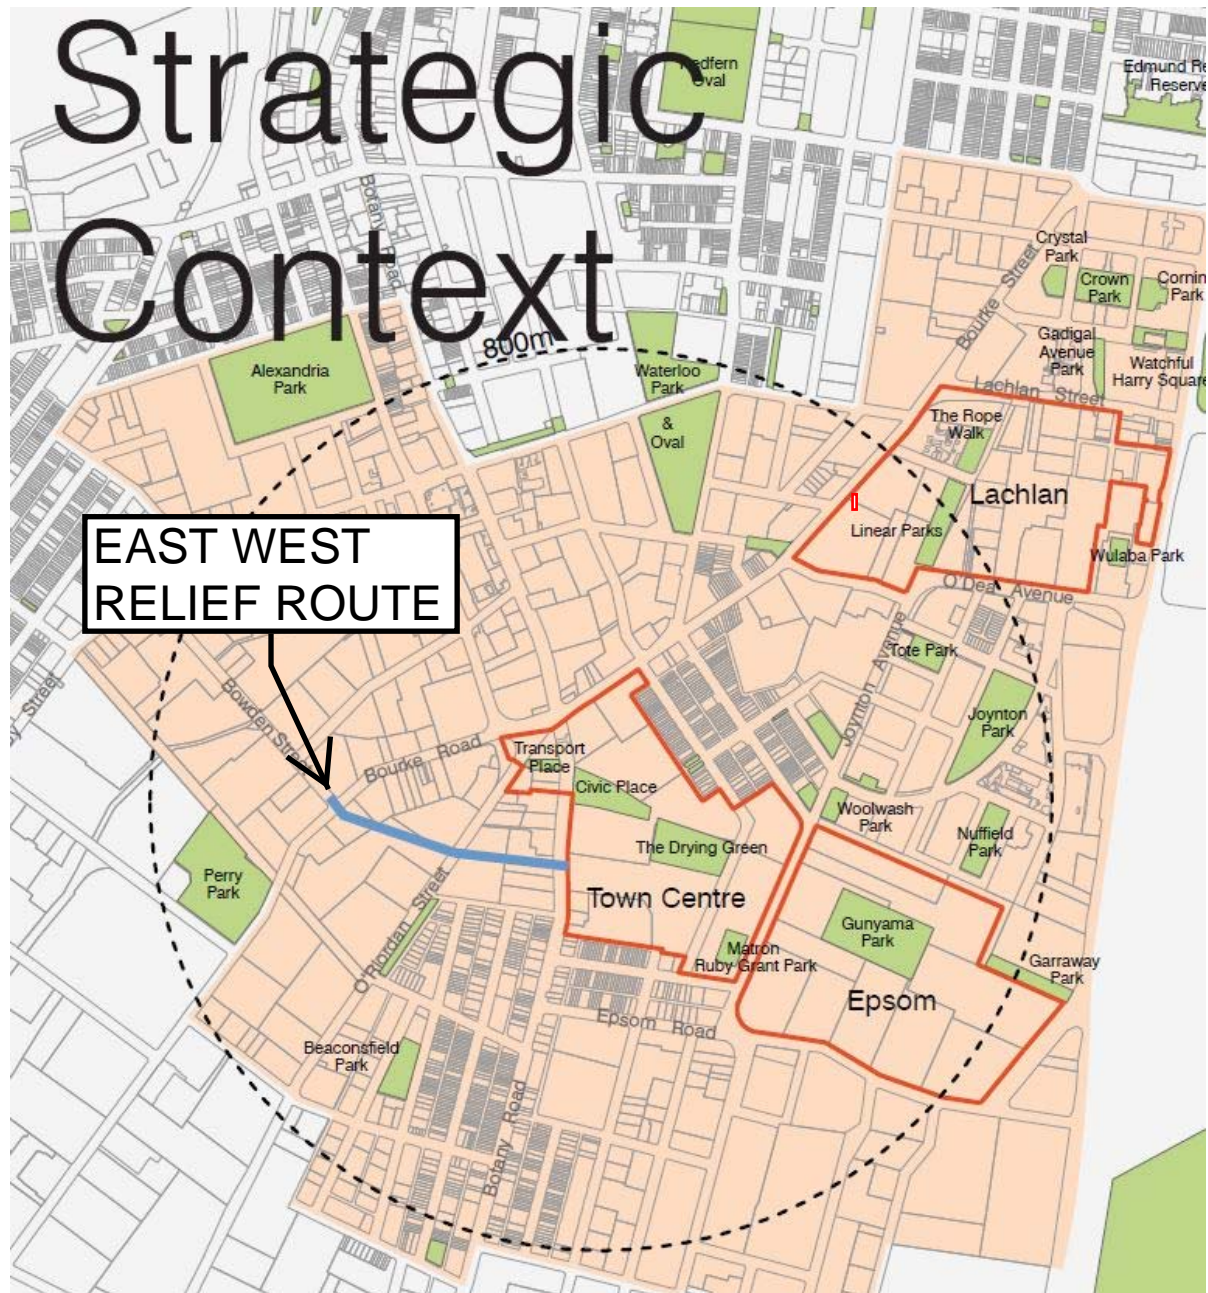 Strategic
Context
Redfern
Oval
Edmund Re
Reserve
Botany Road
Bourke Street
Crystal
Park
Crown
Park
Cornin
Park
800m
Alexandria
Park
Waterloo
Park
&
Oval
Gadigal
Avenue
Park
Watchful
Harry Square
Lachlan Street
The Rope
Walk
Lachlan
Linear Parks
Wulaba Park
O'Dea Avenue
EAST WEST
RELIEF ROUTE
Tote Park
Joynton Avenue
Joynton
Park
Street
Bowden Street
Bourke Road
Transport
Place
Civic Place
Woolwash
Park
Nuffield
Park
The Drying Green
Perry
Park
Town Centre
O'Riordan Street
Gunyama
Park
Matron
Ruby Grant Park
Garraway
Park
Epsom
Epsom Road
Beaconsfield
Park
Botany Road